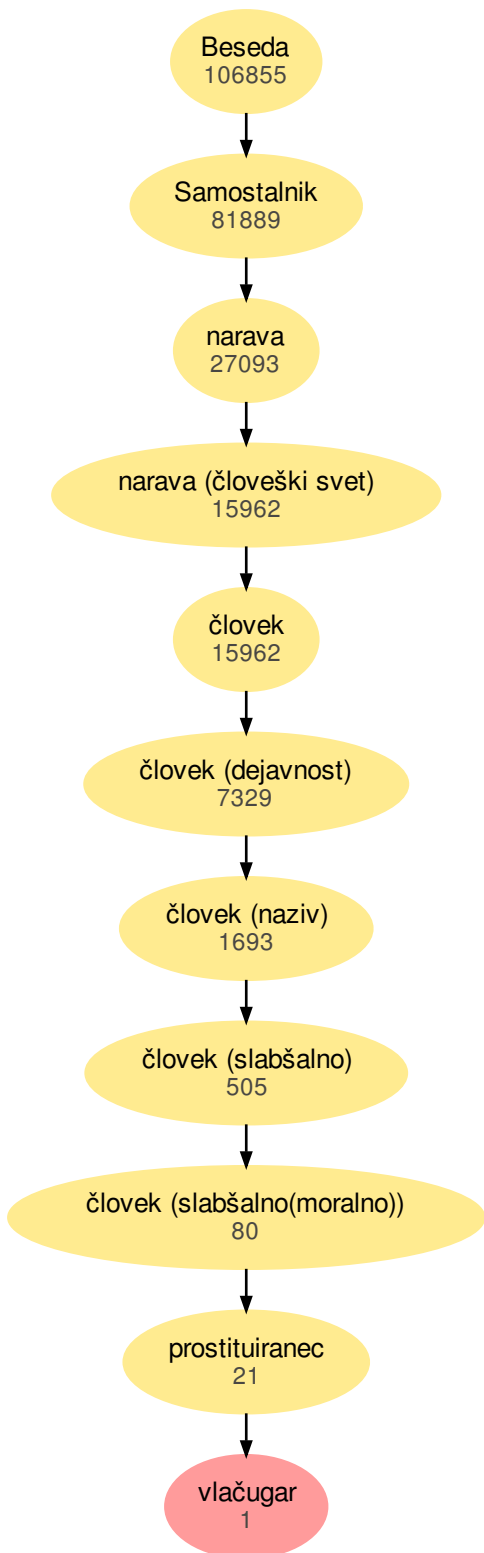 Beseda
106855
Samostalnik
81889
narava
27093
narava (človeški svet)
15962
človek
15962
človek (dejavnost)
7329
človek (naziv)
1693
človek (slabšalno)
505
človek (slabšalno(moralno))
80
prostituiranec
21
vlačugar
1